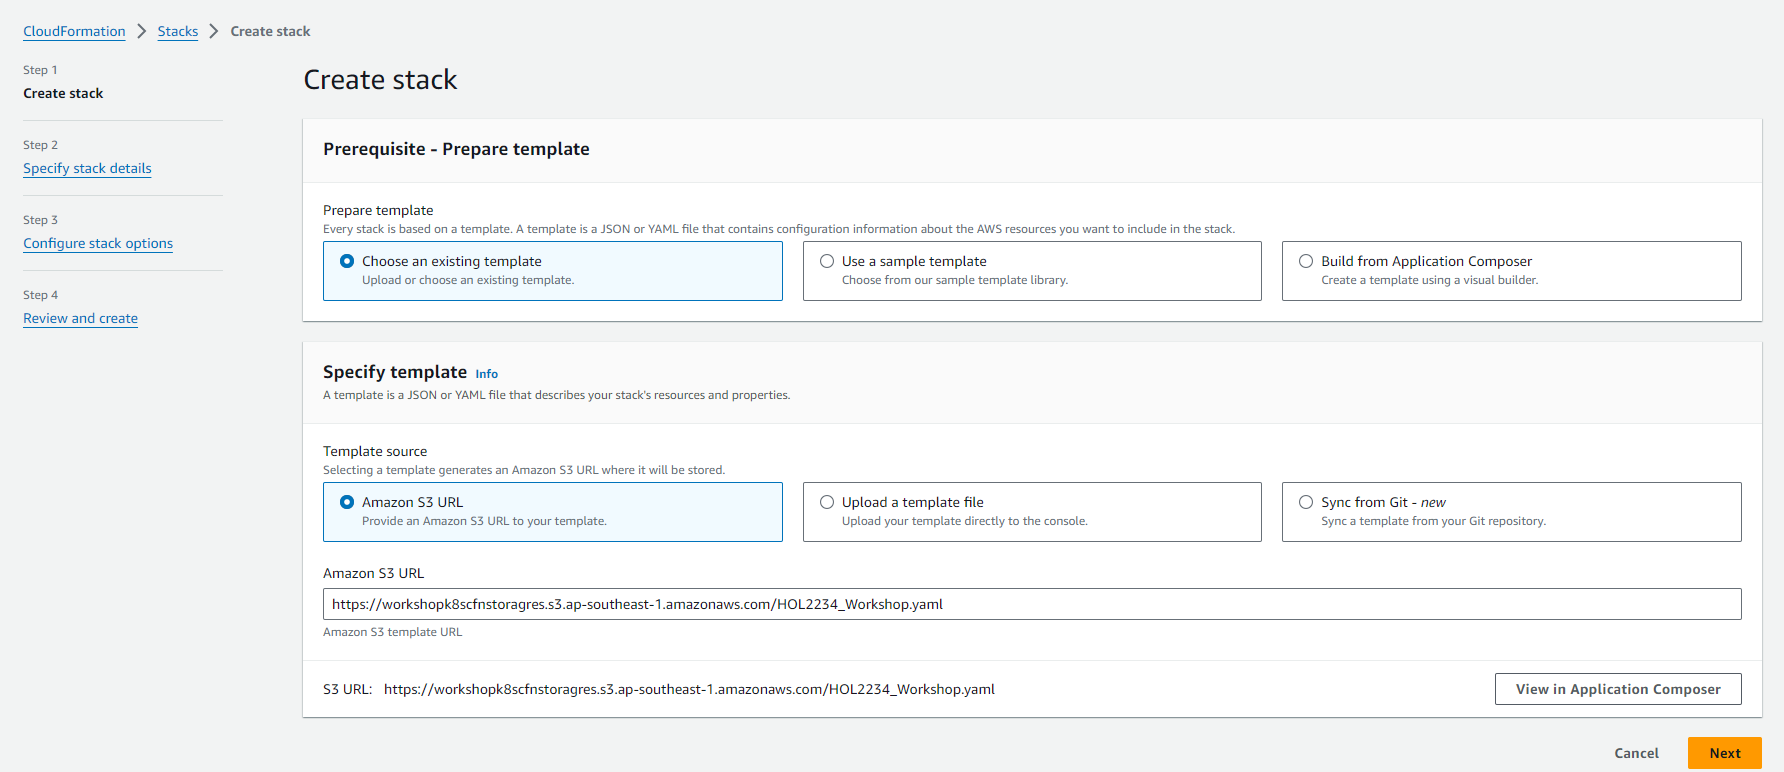 CloudFormation > Stacks > Create stack
Step 1
Create stack
Step 2
Specify stack details
Step 3
Configure stack options
Step 4
Review and create
Create stack
Prerequisite - Prepare template
Prepare template
Every stack is based on a template. A template is a JSON or YAML file that contains configuration information about the AWS resources you want to include in the stack.
Choose an existing template
Upload or choose an existing template.
Use a sample template
Choose from our sample template library.
Build from Application Composer
Create a template using a visual builder.
Specify template Info
A template is a JSON or YAML file that describes your stack's resources and properties.
Template source
Selecting a template generates an Amazon S3 URL where it will be stored.
Amazon S3 URL
Provide an Amazon S3 URL to your template.
Upload a template file
Upload your template directly to the console.
Sync from Git - new
Sync a template from your Git repository.
Amazon S3 URL
https://workshopk8scfnstoragres.s3.ap-southeast-1.amazonaws.com/HOL2234_Workshop.yaml
Amazon S3 template URL
S3 URL: https://workshopk8scfnstoragres.s3.ap-southeast-1.amazonaws.com/HOL2234_Workshop.yaml
View in Application Composer
Cancel
Next